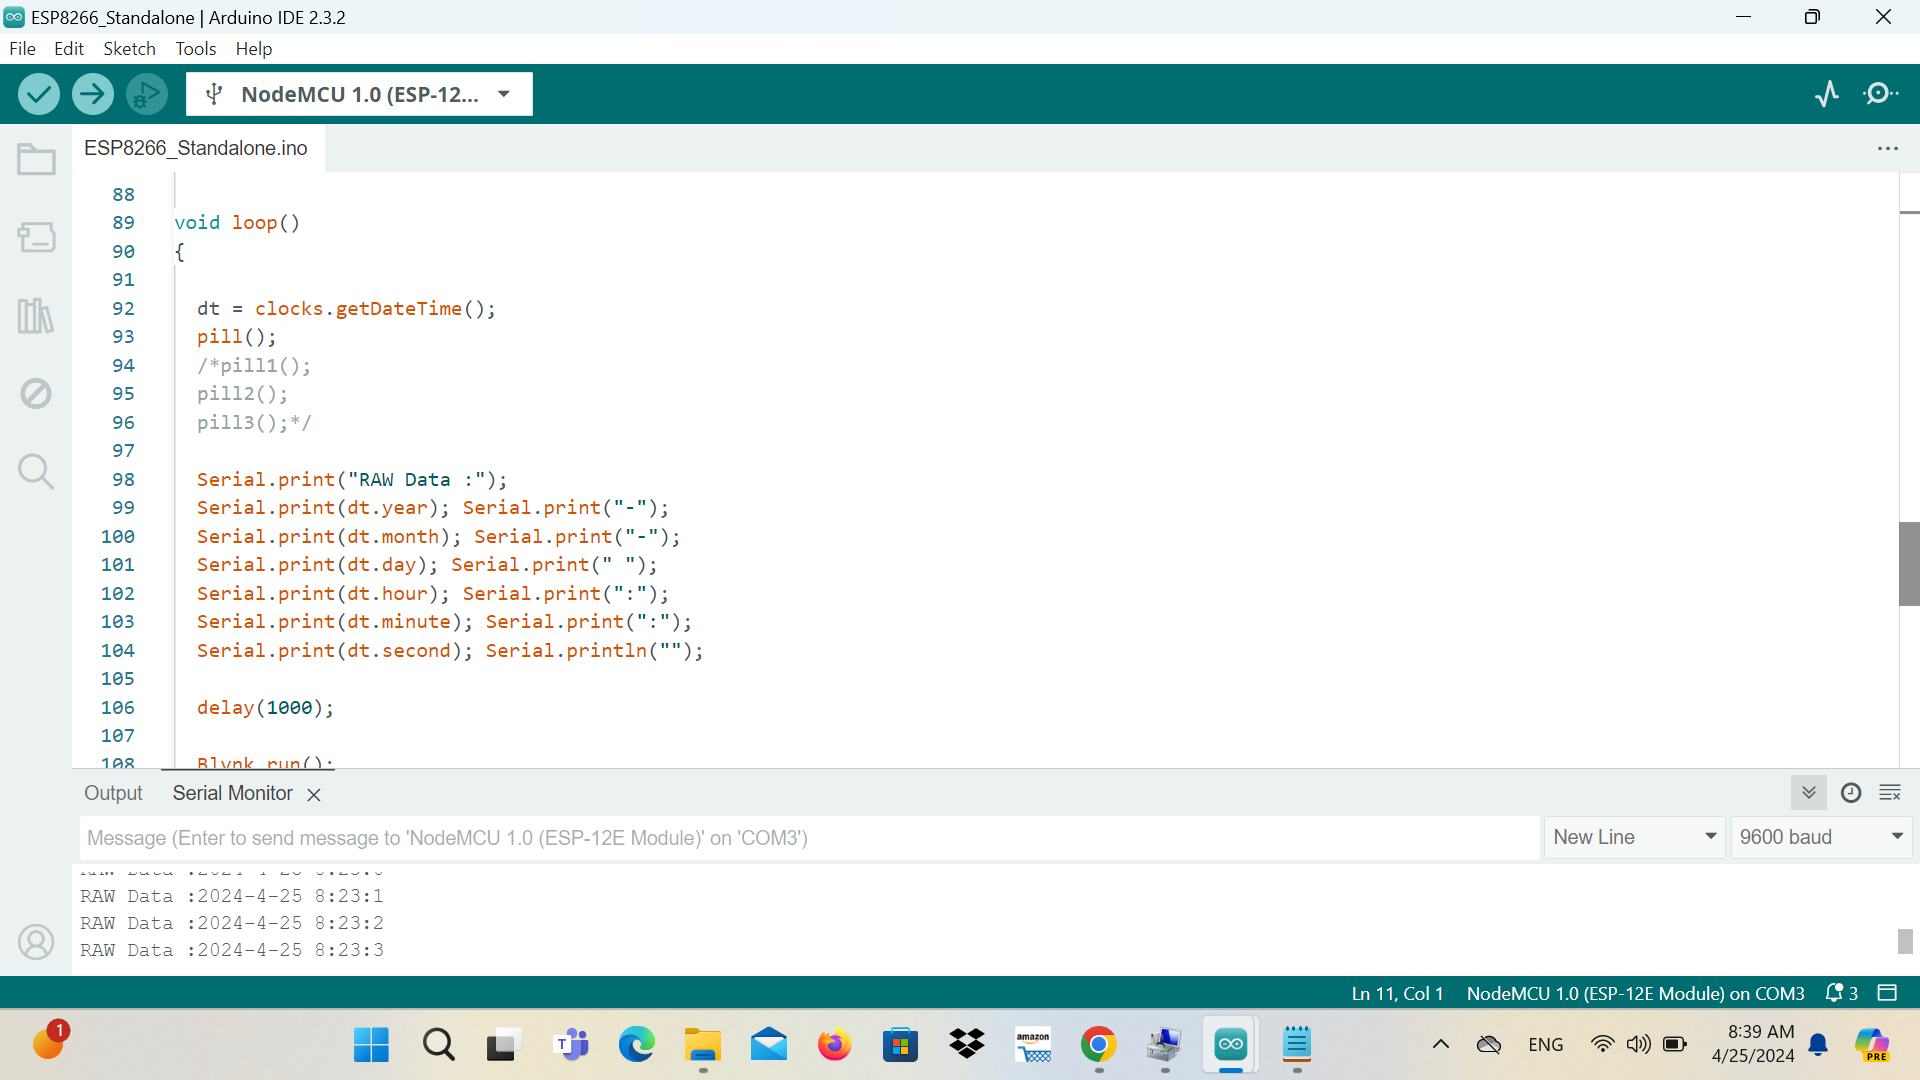 ESP8266_Standalone | Arduino IDE 2.3.2
File Edit Sketch Tools Help
NodeMCU 1.0 (ESP-12...
ESP8266_Standalone.ino
88
89 void loop()
90 {
91
92 dt = clocks.getDateTime();
93 pill();
94 /*pill1();
95 pill2();
96 pill3();*/
97
98 Serial.print("RAW Data :");
99 Serial.print(dt.year); Serial.print("-");
100 Serial.print(dt.month); Serial.print("-");
101 Serial.print(dt.day); Serial.print(" ");
102 Serial.print(dt.hour); Serial.print(":");
103 Serial.print(dt.minute); Serial.print(":");
104 Serial.print(dt.second); Serial.println("");
105
106 delay(1000);
107
108 Blynk.run();
Output Serial Monitor
Message (Enter to send message to 'NodeMCU 1.0 (ESP-12E Module)' on 'COM3')
New Line
9600 baud
RAW Data :2024-4-25 8:23:1
RAW Data :2024-4-25 8:23:2
RAW Data :2024-4-25 8:23:3
Ln 11, Col 1 NodeMCU 1.0 (ESP-12E Module) on COM3 3
1
T
amazon
ENG
8:39 AM
4/25/2024
PRE